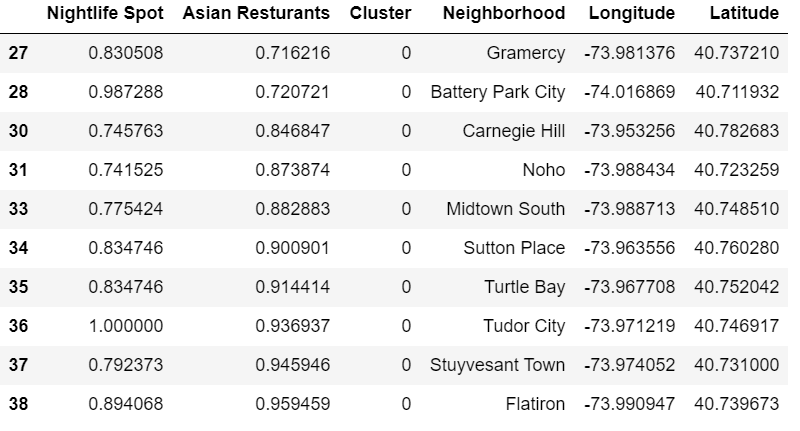 Nightlife Spot Asian Resturants Cluster Neighborhood Longitude Latitude
27 0.830508 0.716216 0 Gramercy -73.981376 40.737210
28 0.987288 0.720721 0 Battery Park City -74.016869 40.711932
30 0.745763 0.846847 0 Carnegie Hill -73.953256 40.782683
31 0.741525 0.873874 0 Noho -73.988434 40.723259
33 0.775424 0.882883 0 Midtown South -73.988713 40.748510
34 0.834746 0.900901 0 Sutton Place -73.963556 40.760280
35 0.834746 0.914414 0 Turtle Bay -73.967708 40.752042
36 1.000000 0.936937 0 Tudor City -73.971219 40.746917
37 0.792373 0.945946 0 Stuyvesant Town -73.974052 40.731000
38 0.894068 0.959459 0 Flatiron -73.990947 40.739673